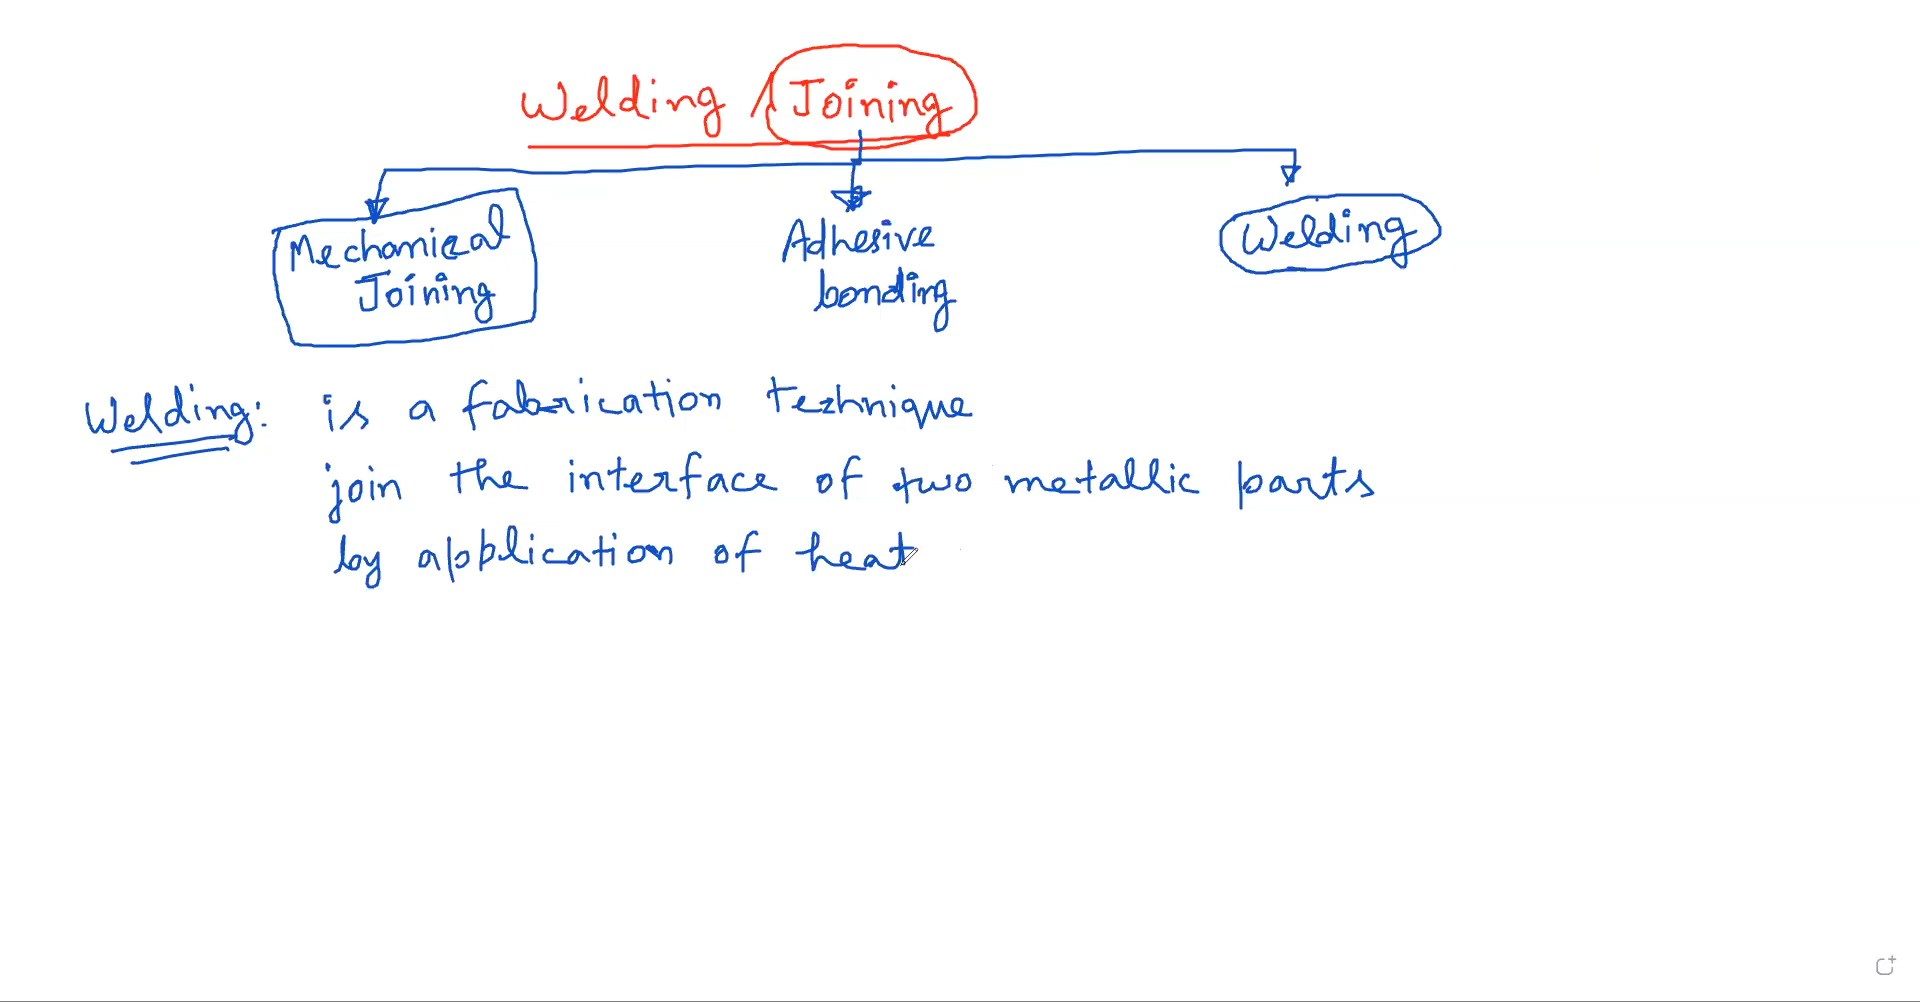 Welding / Joining
Mechanical Joining
Adhesive bonding
Welding
Welding: is a fabrication technique
join the interface of two metallic parts
by application of heat